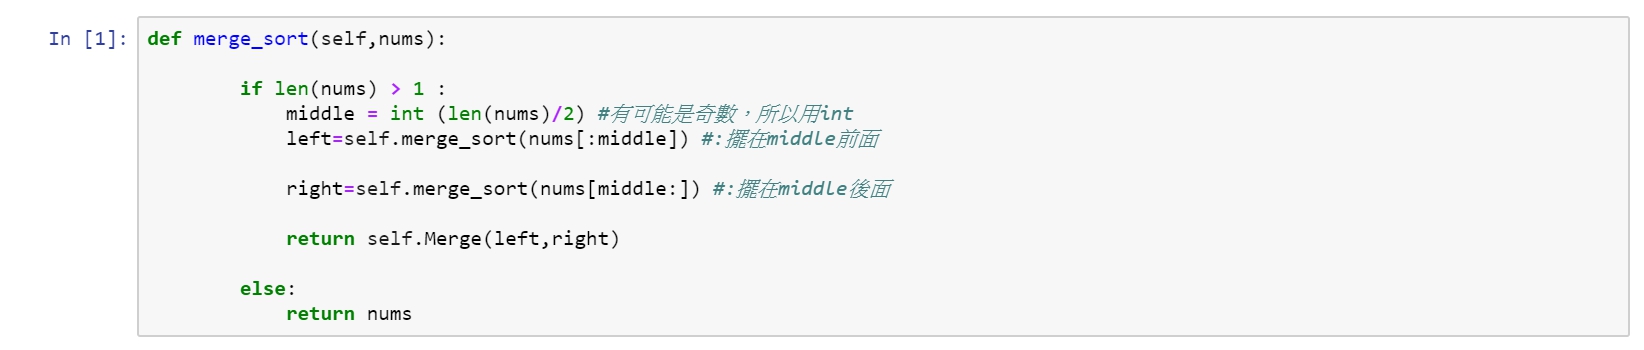 In [1]: def merge_sort(self,nums):
if len(nums) > 1 :
middle = int (len(nums)/2) #有可能是奇數，所以用int
left=self.merge_sort(nums[:middle]) #:擺在middle前面
right=self.merge_sort(nums[middle:]) #:擺在middle後面
return self.Merge(left,right)
else:
return nums